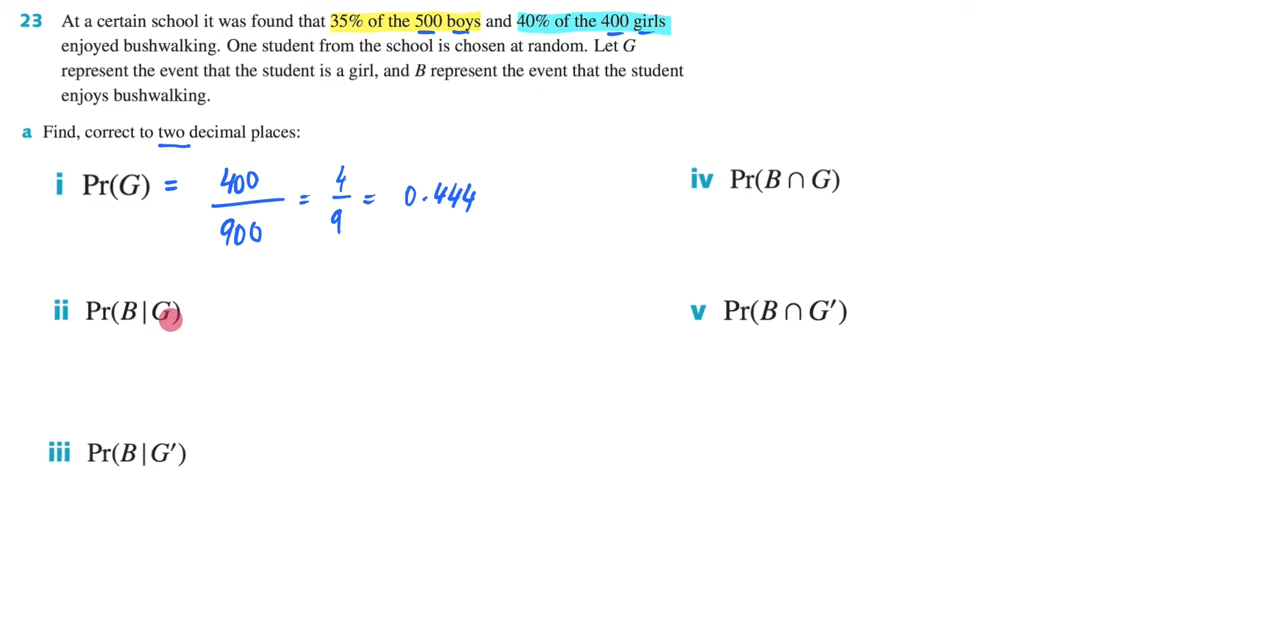 23 At a certain school it was found that 35% of the 500 boys and 40% of the 400 girls
enjoyed bushwalking. One student from the school is chosen at random. Let G
represent the event that the student is a girl, and B represent the event that the student
enjoys bushwalking.
a Find, correct to two decimal places:
i Pr(G) = 400/900 = 4/9 = 0.444
ii Pr(B|G)
iii Pr(B|G′)
iv Pr(B ∩ G)
v Pr(B ∩ G′)